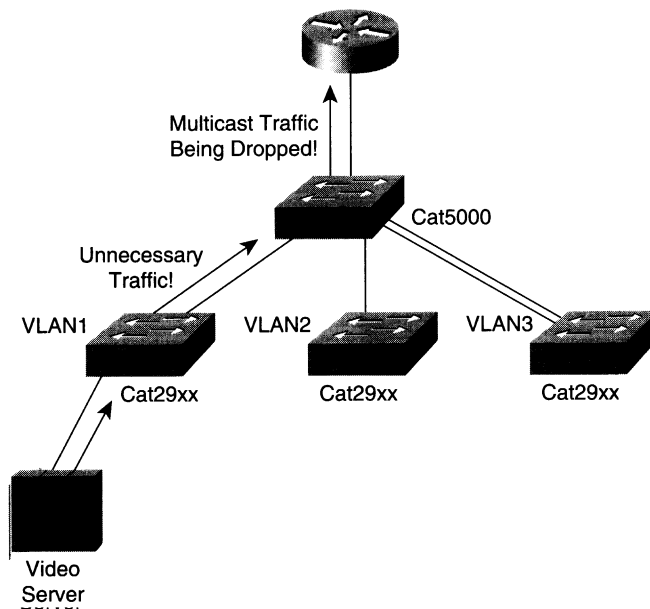 Multicast Traffic
Being Dropped!
Cat5000
Unnecessary
Traffic!
VLAN1
VLAN2
VLAN3
Cat29xx
Cat29xx
Cat29xx
Video
Server